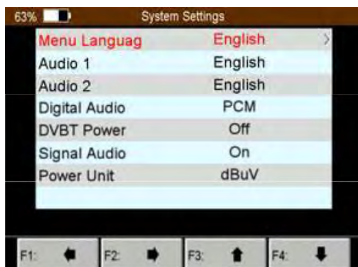 63% System Settings
Menu Languag English >
Audio 1 English
Audio 2 English
Digital Audio PCM
DVBT Power Off
Signal Audio On
Power Unit dBuV
F1: F2: F3: F4: